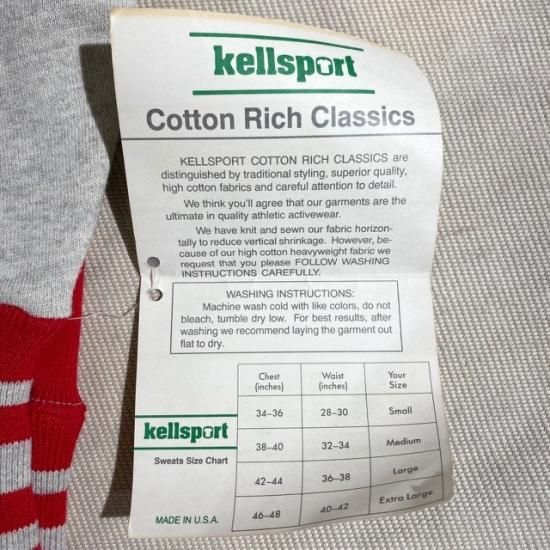 kellsport
Cotton Rich Classics
KELLSPORT COTTON RICH CLASSICS are
distinguished by traditional styling, superior quality,
high cotton fabrics and careful attention to detail.
We think you'll agree that our garments are the
ultimate in quality athletic activewear.
We have knit and sewn our fabric horizon-
tally to reduce vertical shrinkage. However, be-
cause of our high cotton heavyweight fabric we
request that you please FOLLOW WASHING
INSTRUCTIONS CAREFULLY.
WASHING INSTRUCTIONS:
Machine wash cold with like colors, do not
bleach, tumble dry low. For best results, after
washing we recommend laying the garment out
flat to dry.
Chest (inches) Waist (inches) Your Size
34–36 28–30 Small
38–40 32–34 Medium
42–44 36–38 Large
46–48 40–42 Extra Large
kellsport
Sweats Size Chart
MADE IN U.S.A.